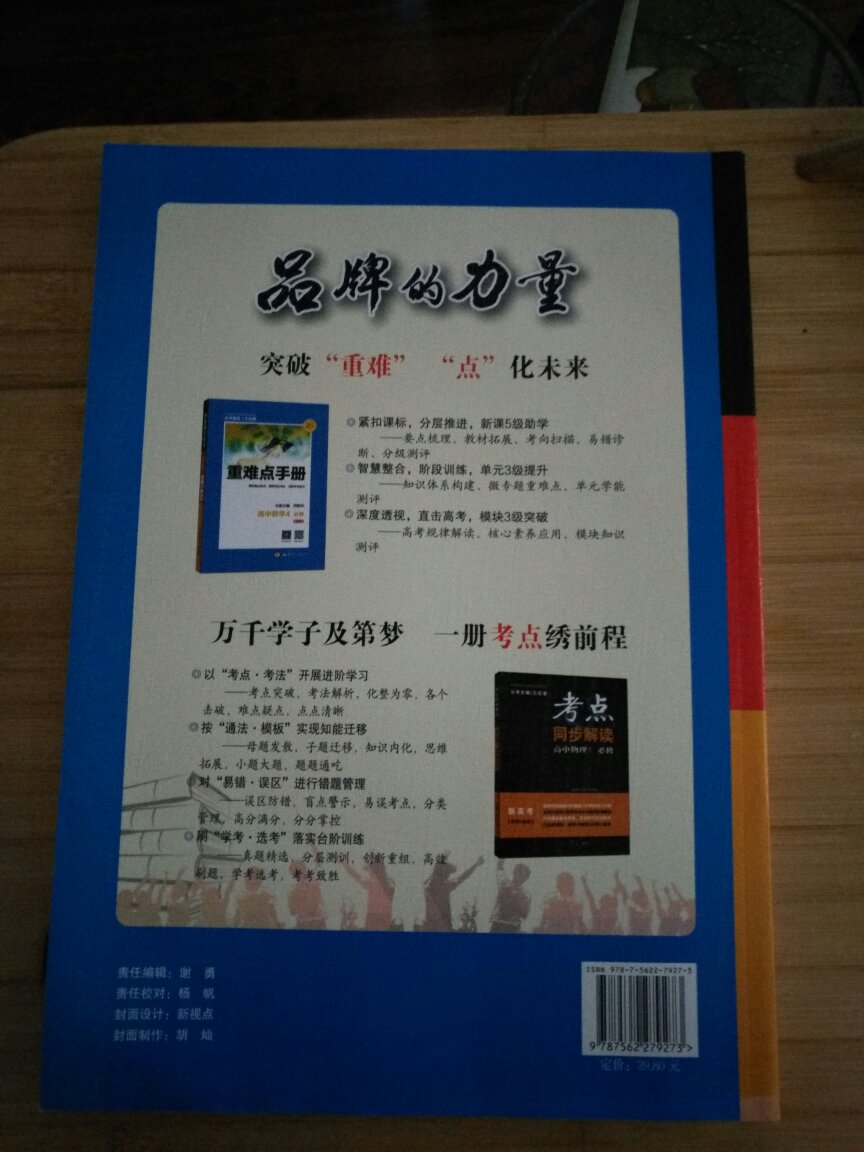 品牌的力量
突破“重难” “点”化未来
重难点手册
高中数学4 必修
◎紧扣课标，分层推进，新课5级助学
——要点梳理、教材拓展、考向扫描、易错诊
断、分级测评
◎智慧整合，阶段训练，单元3级提升
——知识体系构建、微专题重难点、单元学能
测评
◎深度透视，直击高考，模块3级突破
——高考规律解读、核心素养应用、模块知识
测评
万千学子及第梦 一册考点绣前程
◎以“考点·考法”开展进阶学习
——考点突破，考法解析，化整为零，各个
击破，难点疑点，点点清晰
◎按“通法·模板”实现知能迁移
——母题发散，子题迁移，知识内化，思维
拓展，小题大题，题题通吃
◎对“易错·误区”进行错题管理
——误区防错，盲点警示，易误考点，分类
管理，高分满分，分分掌控
◎刷“学考·选考”落实台阶训练
——真题精选，分层测训，创新重组，高效
刷题，学考选考，考考致胜
考点
同步解读
高中物理 必修
新高考
责任编辑：谢 勇
责任校对：杨 帆
封面设计：新视点
封面制作：胡 灿
ISBN 978-7-5622-7927-3
9 787562 279273 >
定价：29.80 元